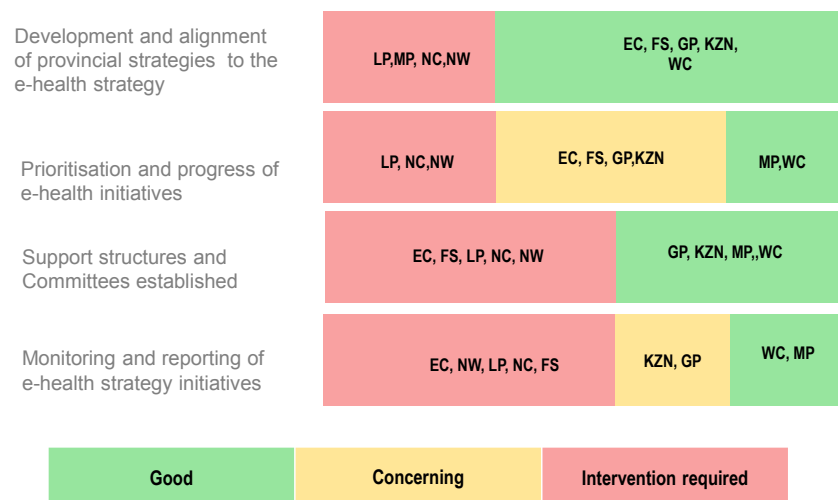 Development and alignment
of provincial strategies to the
e-health strategy
LP,MP, NC,NW
EC, FS, GP, KZN,
WC
Prioritisation and progress of
e-health initiatives
LP, NC,NW
EC, FS, GP,KZN
MP,WC
Support structures and
Committees established
EC, FS, LP, NC, NW
GP, KZN, MP,,WC
Monitoring and reporting of
e-health strategy initiatives
EC, NW, LP, NC, FS
KZN, GP
WC, MP
Good
Concerning
Intervention required